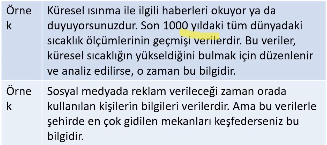 Örne
k
Küresel ısınma ile ilgili haberleri okuyor ya da
duyuyorsunuzdur. Son 1000 yıldaki tüm dünyadaki
sıcaklık ölçümlerinin geçmişi verilerdir. Bu veriler,
küresel sıcaklığın yükseldiğini bulmak için düzenlenir
ve analiz edilirse, o zaman bu bilgidir.
Örne
k
Sosyal medyada reklam verileceği zaman orada
kullanılan kişilerin bilgileri verilerdir. Ama bu verilerle
şehirde en çok gidilen mekanları keşfederseniz bu
bilgidir.